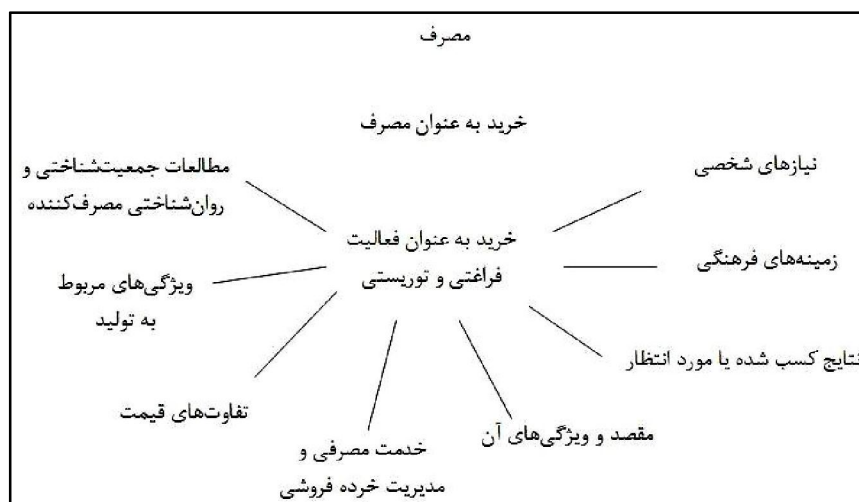 مصرف
خرید به عنوان مصرف
نیازهای شخصی
زمینه‌های فرهنگی
نتایج کسب شده یا مورد انتظار
مقصد و ویژگی‌های آن
خدمت مصرفی و
مدیریت خرده فروشی
تفاوت‌های قیمت
ویژگی‌های مربوط
به تولید
مطالعات جمعیت‌شناختی و
روان‌شناختی مصرف‌کننده
خرید به عنوان فعالیت
فراغتی و توریستی